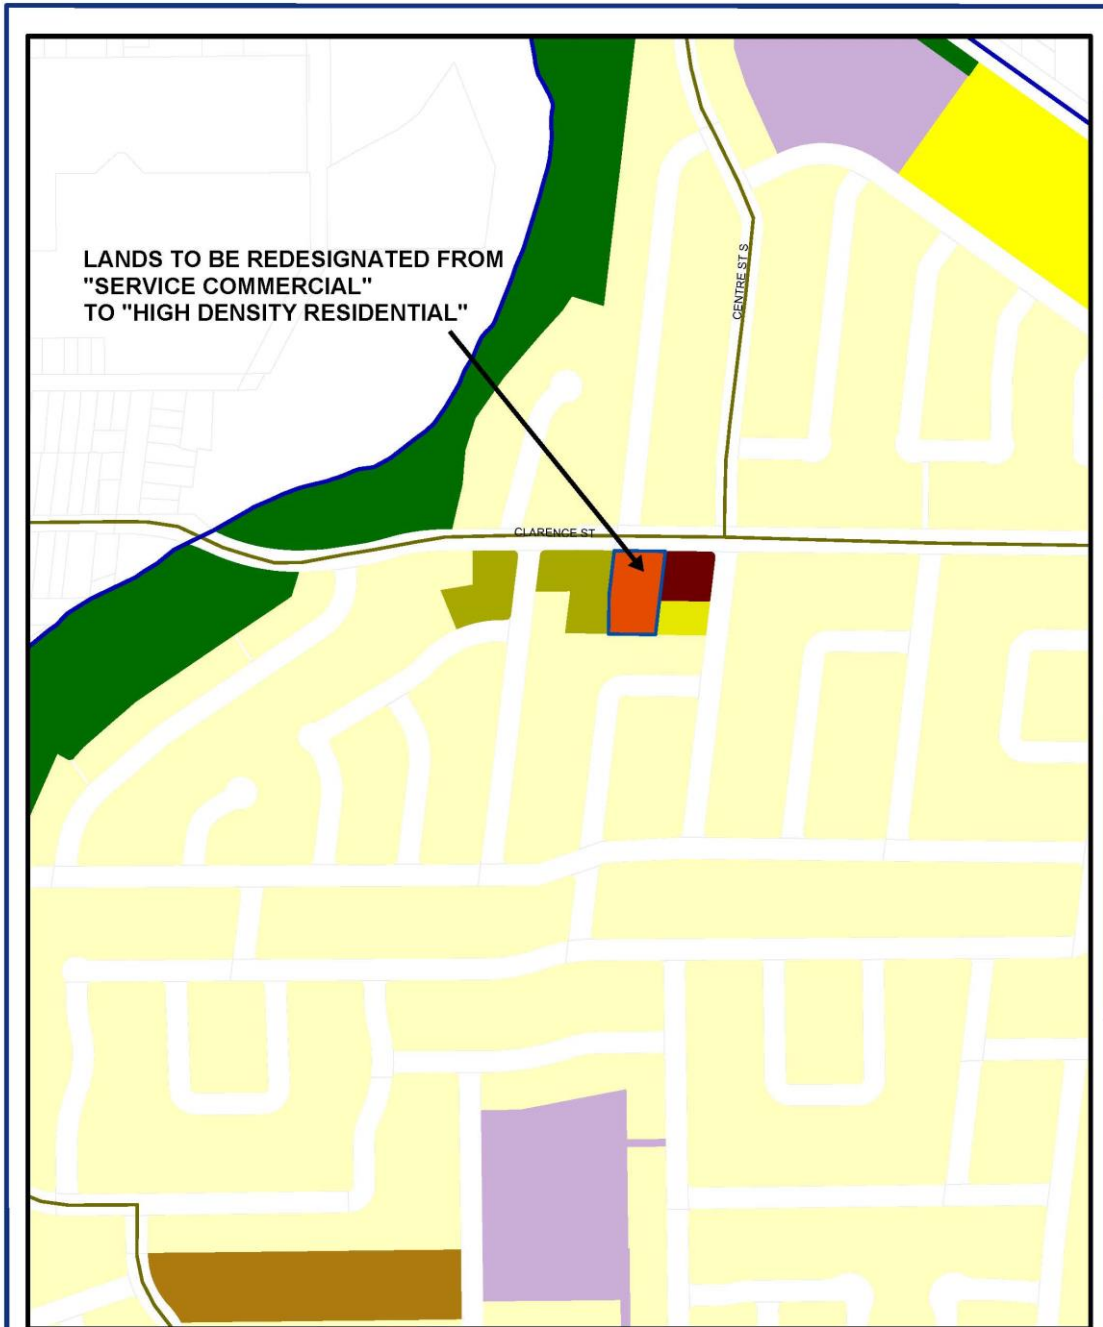 LANDS TO BE REDESIGNATED FROM
"SERVICE COMMERCIAL"
TO "HIGH DENSITY RESIDENTIAL"
CENTRE ST S
CLARENCE ST